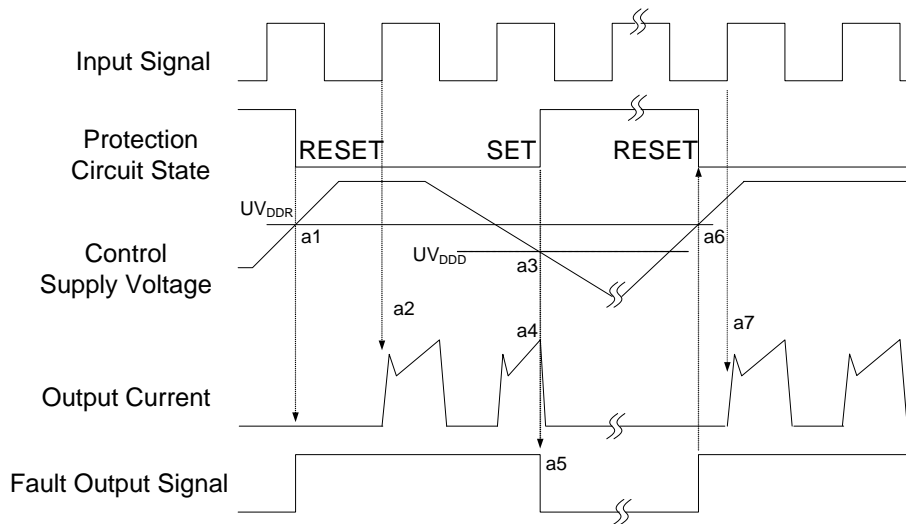 Input Signal
Protection
Circuit State
RESET
SET
RESET
UVDDR
a1
a6
Control
Supply Voltage
UVDDD
a3
a2
a4
a7
Output Current
a5
Fault Output Signal